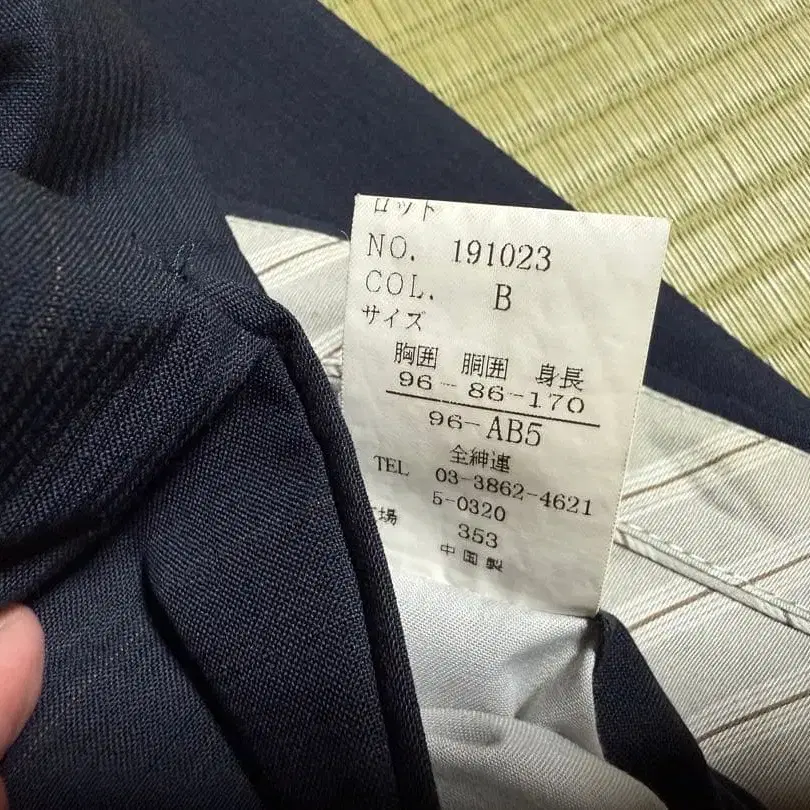 ロット
NO. 191023
COL. B
サイズ
胸囲 胴囲 身長
96-86-170
96-AB5
全紳連
TEL 03-3862-4621
5-0320
場 353
中国製